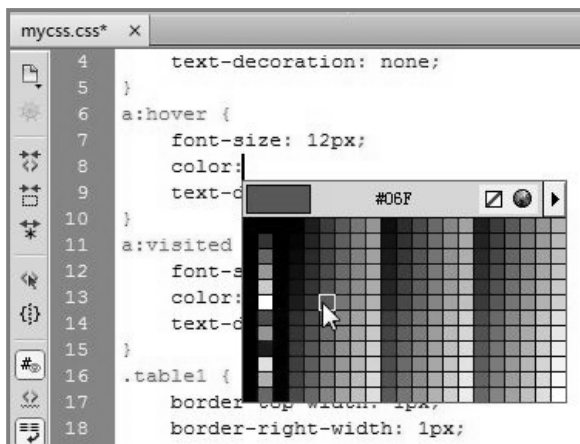 mycss.css* ×
4 text-decoration: none;
5 }
6 a:hover {
7 font-size: 12px;
8 color:
#06F
9 text-d
10 }
11 a:visited
12 font-s
13 color:
14 text-d
15 }
16 .table1 {
17 border-top-width: 1px;
18 border-right-width: 1px;